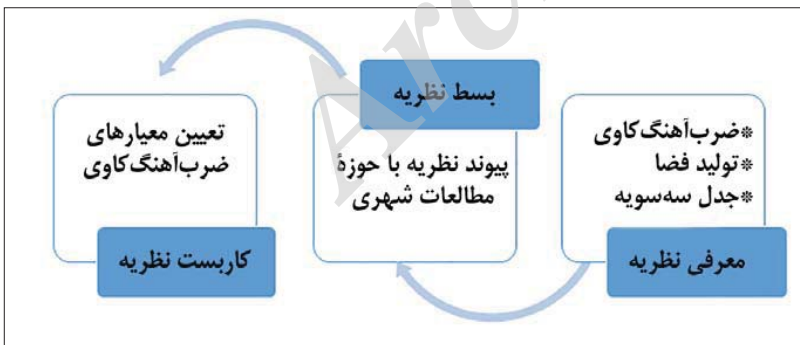 *ضرب‌آهنگ‌کاوی
*تولید فضا
*جدل سه‌سویه
معرفی نظریه
بسط نظریه
پیوند نظریه با حوزهٔ
مطالعات شهری
تعیین معیارهای
ضرب‌آهنگ‌کاوی
کاربست نظریه